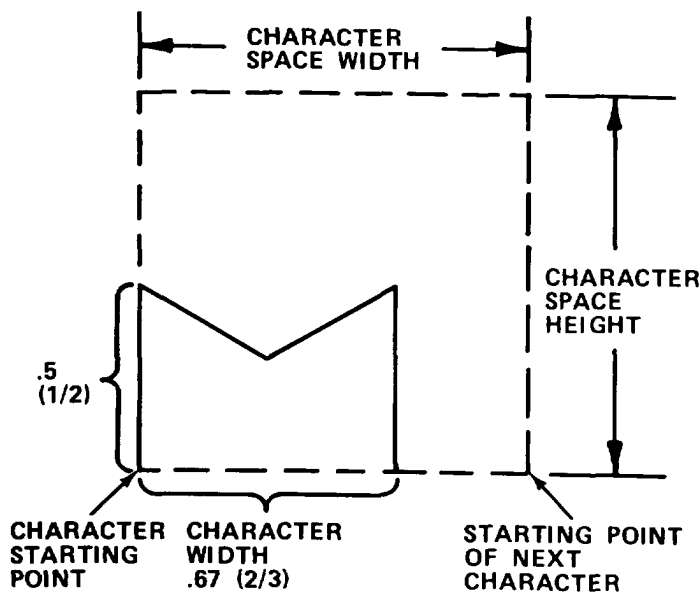 CHARACTER
SPACE WIDTH
CHARACTER
SPACE
HEIGHT
.5
(1/2)
CHARACTER
STARTING
POINT
CHARACTER
WIDTH
.67 (2/3)
STARTING POINT
OF NEXT
CHARACTER